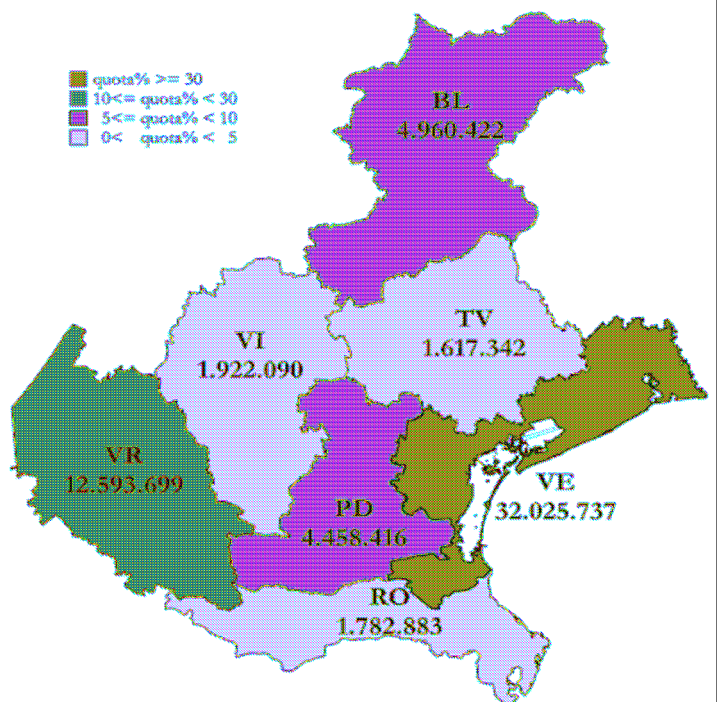 quota% >= 30
10<= quota% < 30
5<= quota% < 10
0< quota% < 5
BL
4.960.422
TV
1.617.342
VI
1.922.090
VR
12.593.699
VE
32.025.737
PD
4.458.416
RO
1.782.883